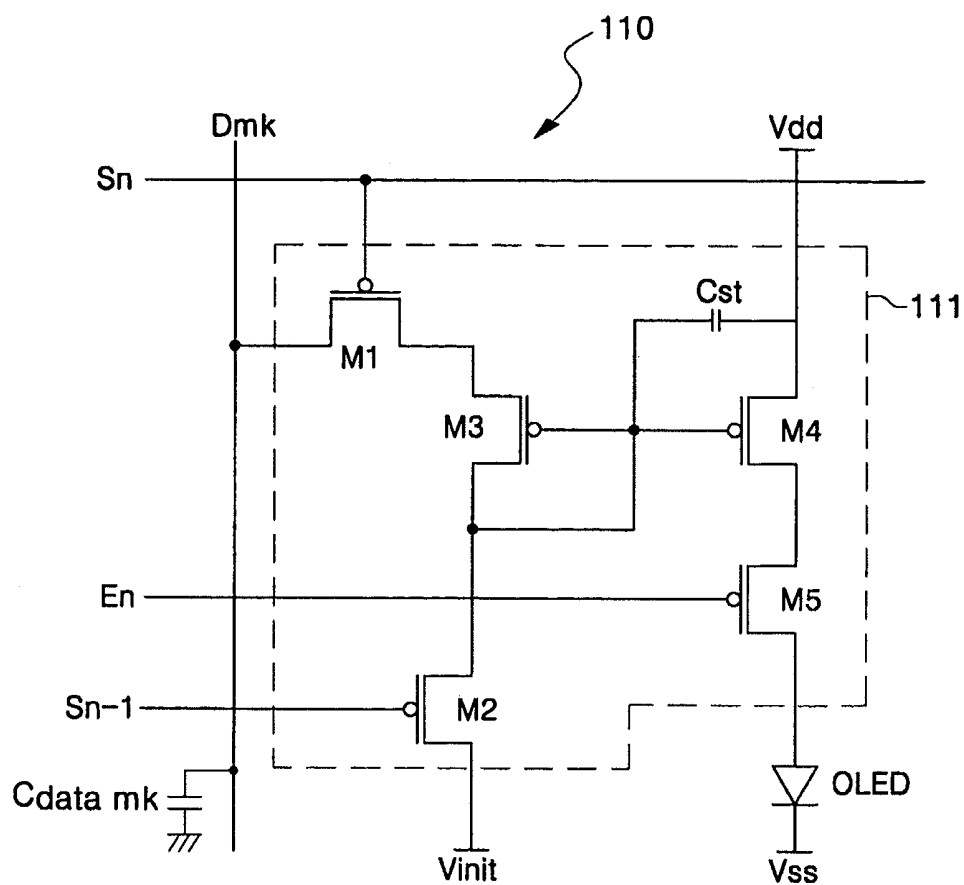 110
Dmk
Vdd
Sn
Cst
111
M1
M3
M4
En
M5
Sn-1
M2
Cdata mk
OLED
Vinit
Vss